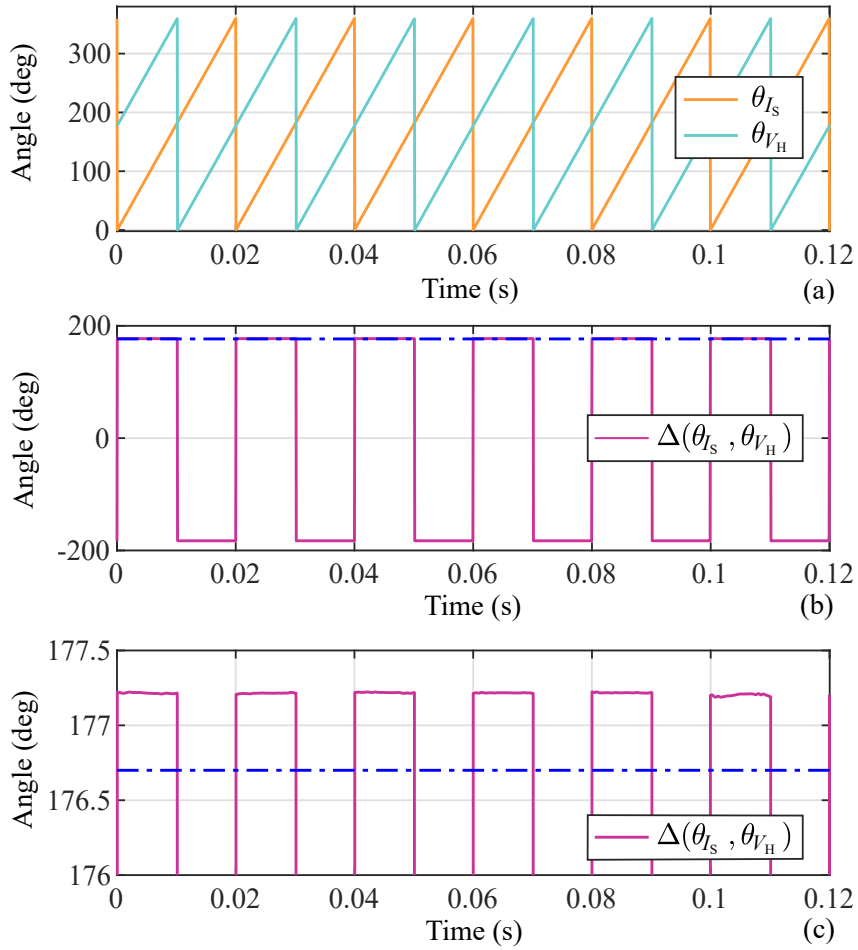 Angle (deg)
300
200
100
0
θ_{I_S}
θ_{V_H}
0 0.02 0.04 0.06 0.08 0.1 0.12
Time (s)
(a)
Angle (deg)
200
0
-200
Δ(θ_{I_S} , θ_{V_H})
0 0.02 0.04 0.06 0.08 0.1 0.12
Time (s)
(b)
Angle (deg)
177.5
177
176.5
176
Δ(θ_{I_S} , θ_{V_H})
0 0.02 0.04 0.06 0.08 0.1 0.12
Time (s)
(c)